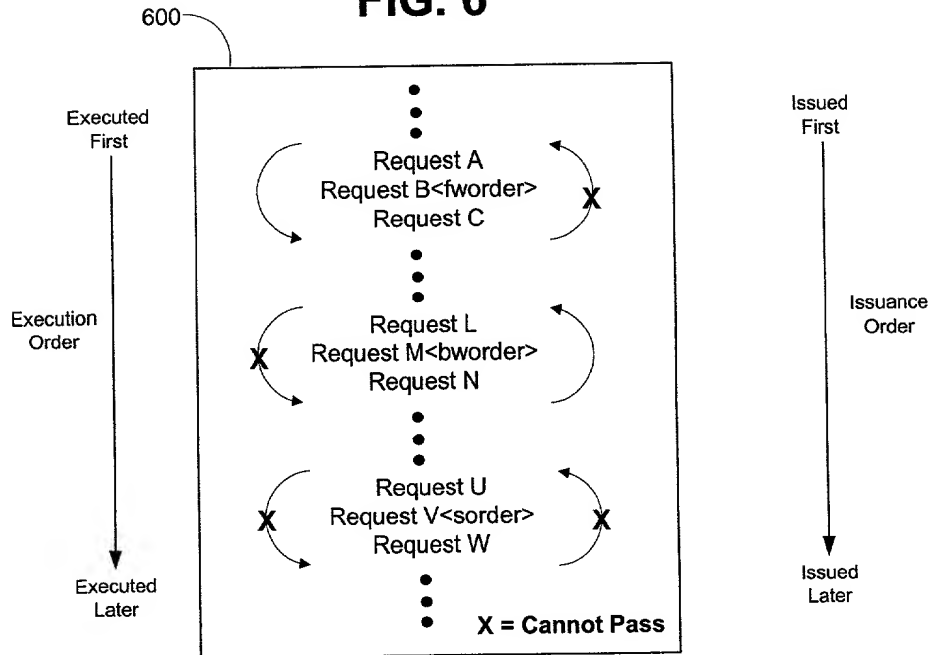 FIG. 6
600
Executed
First
Execution
Order
Executed
Later
Request A
Request B<fworder>
Request C
X
Request L
Request M<bworder>
Request N
X
Request U
Request V<sorder>
Request W
X
X
X = Cannot Pass
Issued
First
Issuance
Order
Issued
Later